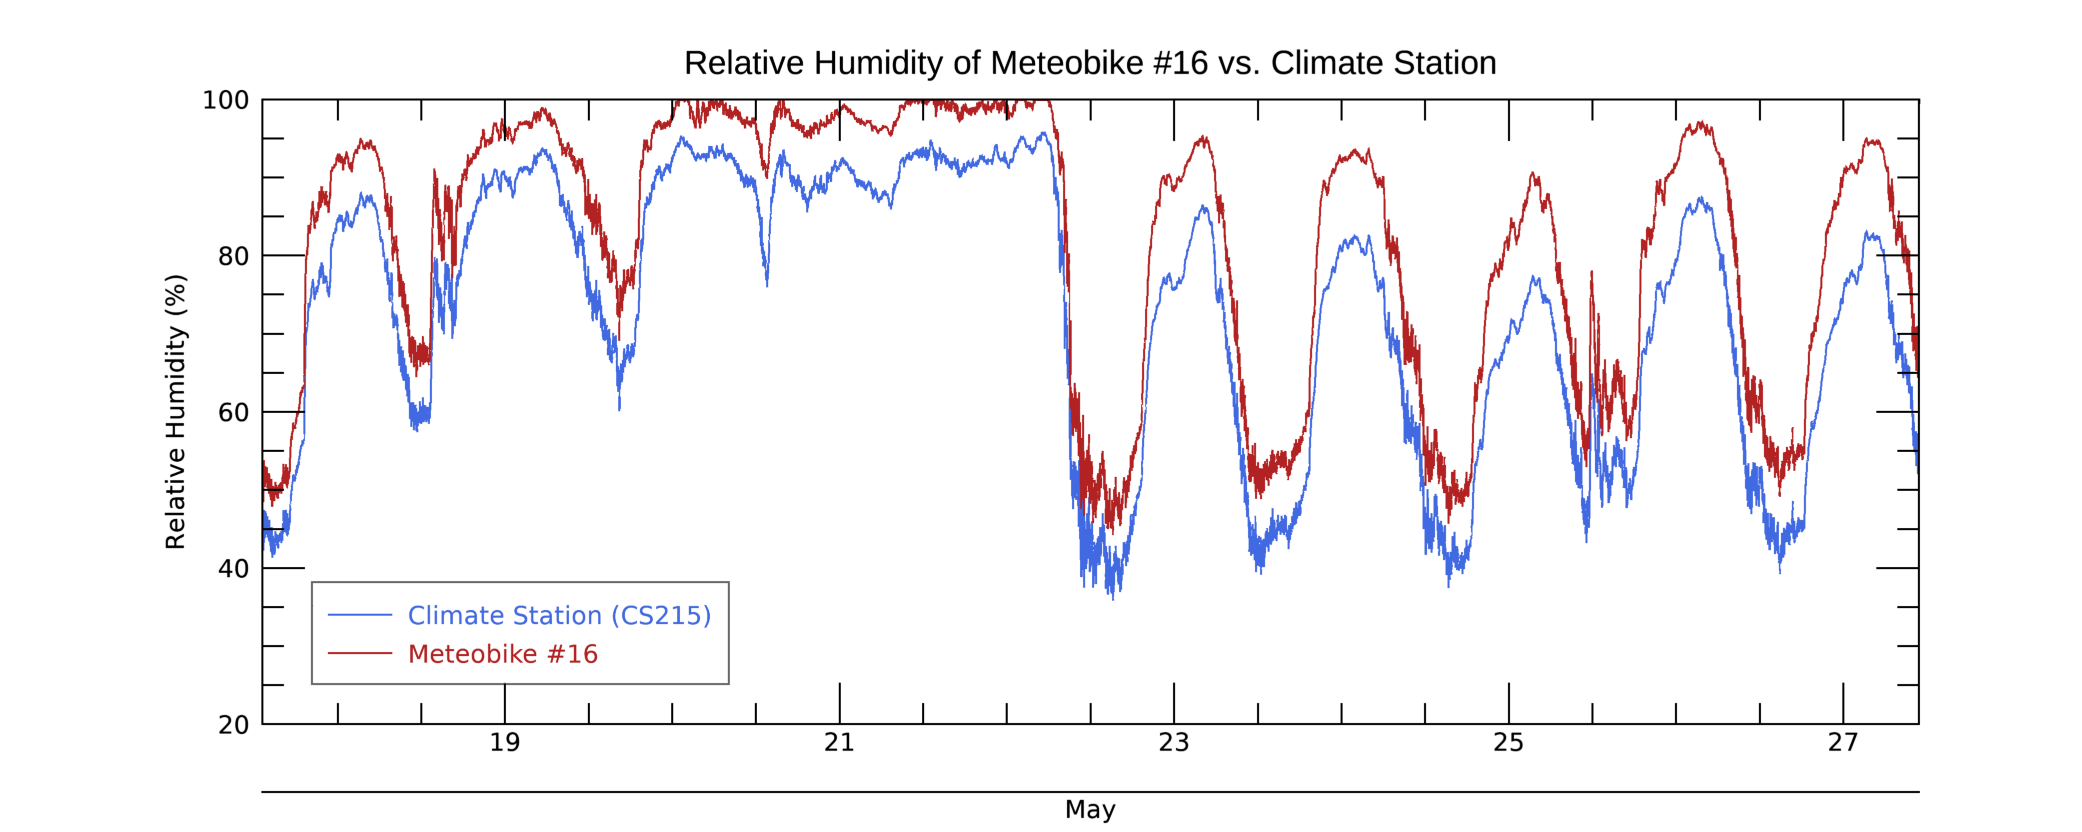 Relative Humidity of Meteobike #16 vs. Climate Station
Relative Humidity (%)
100
80
60
40
20
Climate Station (CS215)
Meteobike #16
19 21 23 25 27
May